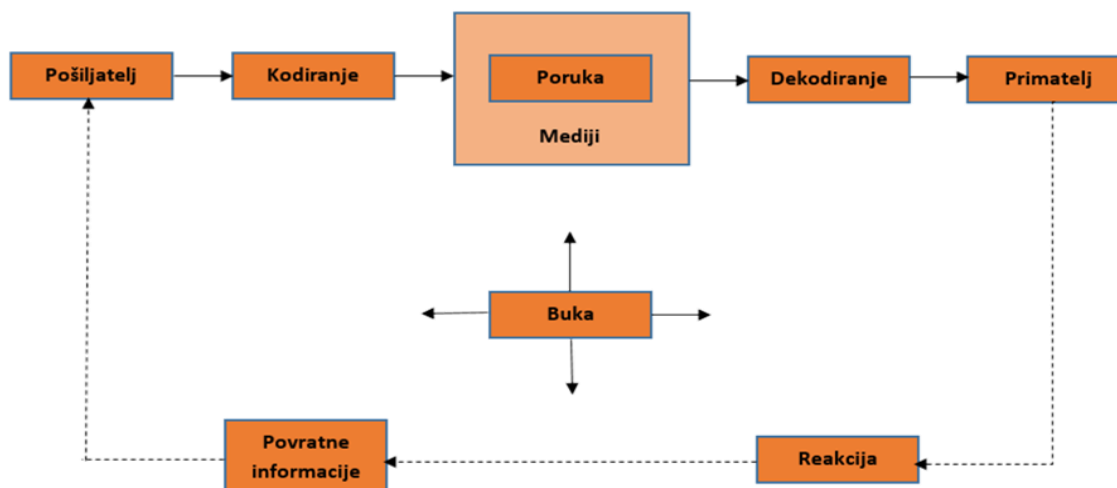 Pošiljatelj
Kodiranje
Poruka
Mediji
Dekodiranje
Primatelj
Buka
Povratne
informacije
Reakcija